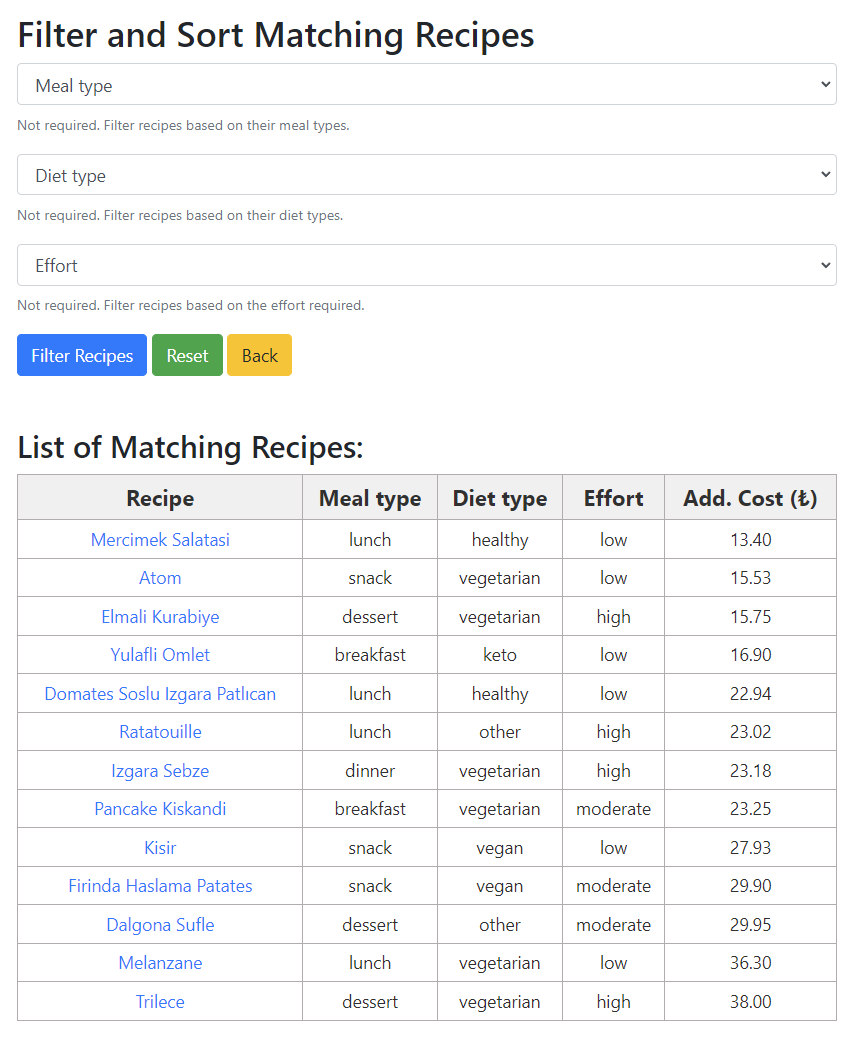 Filter and Sort Matching Recipes
Meal type
Not required. Filter recipes based on their meal types.
Diet type
Not required. Filter recipes based on their diet types.
Effort
Not required. Filter recipes based on the effort required.
Filter Recipes Reset Back
List of Matching Recipes:
Recipe Meal type Diet type Effort Add. Cost (₺)
Mercimek Salatasi lunch healthy low 13.40
Atom snack vegetarian low 15.53
Elmali Kurabiye dessert vegetarian high 15.75
Yulafli Omlet breakfast keto low 16.90
Domates Soslu Izgara Patlıcan lunch healthy low 22.94
Ratatouille lunch other high 23.02
Izgara Sebze dinner vegetarian high 23.18
Pancake Kiskandi breakfast vegetarian moderate 23.25
Kisir snack vegan low 27.93
Firinda Haslama Patates snack vegan moderate 29.90
Dalgona Sufle dessert other moderate 29.95
Melanzane lunch vegetarian low 36.30
Trilece dessert vegetarian high 38.00